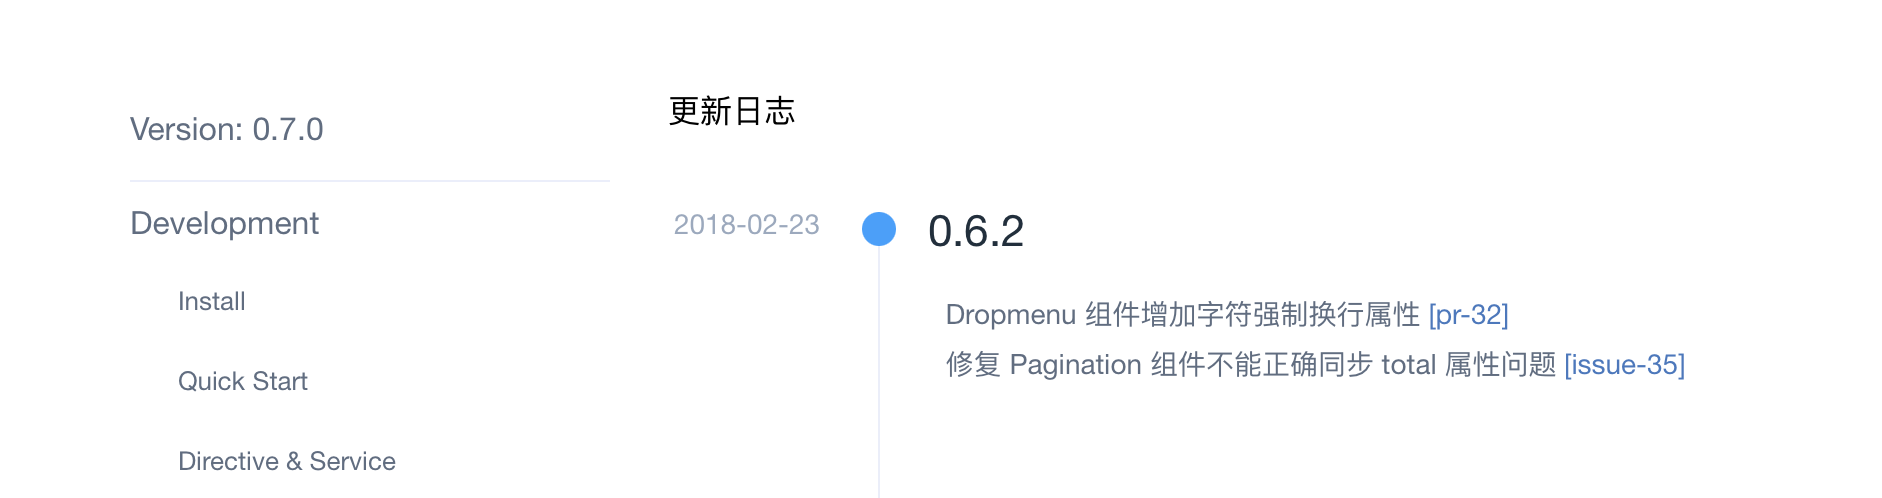 Version: 0.7.0
Development
Install
Quick Start
Directive & Service
更新日志
2018-02-23
0.6.2
Dropmenu 组件增加字符强制换行属性 [pr-32]
修复 Pagination 组件不能正确同步 total 属性问题 [issue-35]